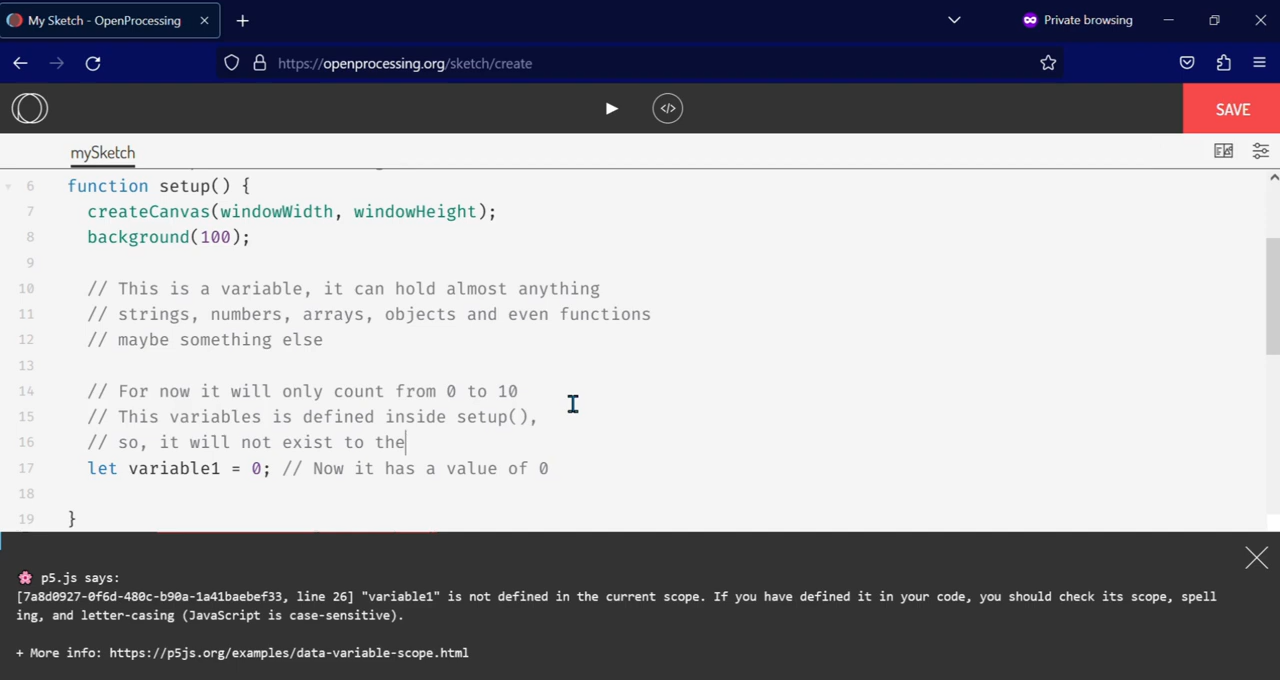 My Sketch - OpenProcessing
Private browsing
https://openprocessing.org/sketch/create
</>
SAVE
mySketch
6 function setup() {
7 createCanvas(windowWidth, windowHeight);
8 background(100);
9
10 // This is a variable, it can hold almost anything
11 // strings, numbers, arrays, objects and even functions
12 // maybe something else
13
14 // For now it will only count from 0 to 10
15 // This variables is defined inside setup(),
16 // so, it will not exist to the
17 let variable1 = 0; // Now it has a value of 0
18
19 }
p5.js says:
[7a8d0927-0f6d-480c-b90a-1a41baebef33, line 26] "variable1" is not defined in the current scope. If you have defined it in your code, you should check its scope, spell
ing, and letter-casing (JavaScript is case-sensitive).
+ More info: https://p5js.org/examples/data-variable-scope.html